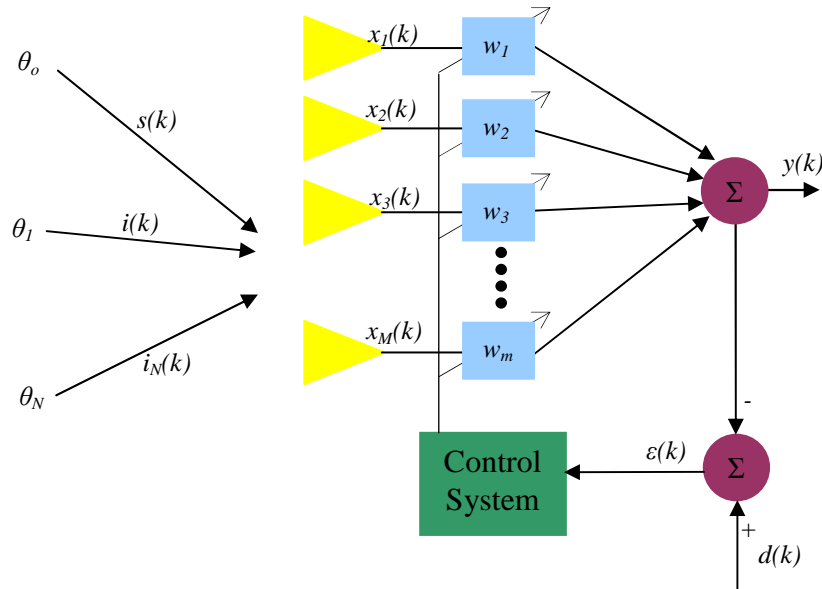 θo
s(k)
θ1
i(k)
iN(k)
θN
x1(k)
w1
x2(k)
w2
x3(k)
w3
xM(k)
wm
Σ
y(k)
-
Control
System
ε(k)
Σ
+
d(k)